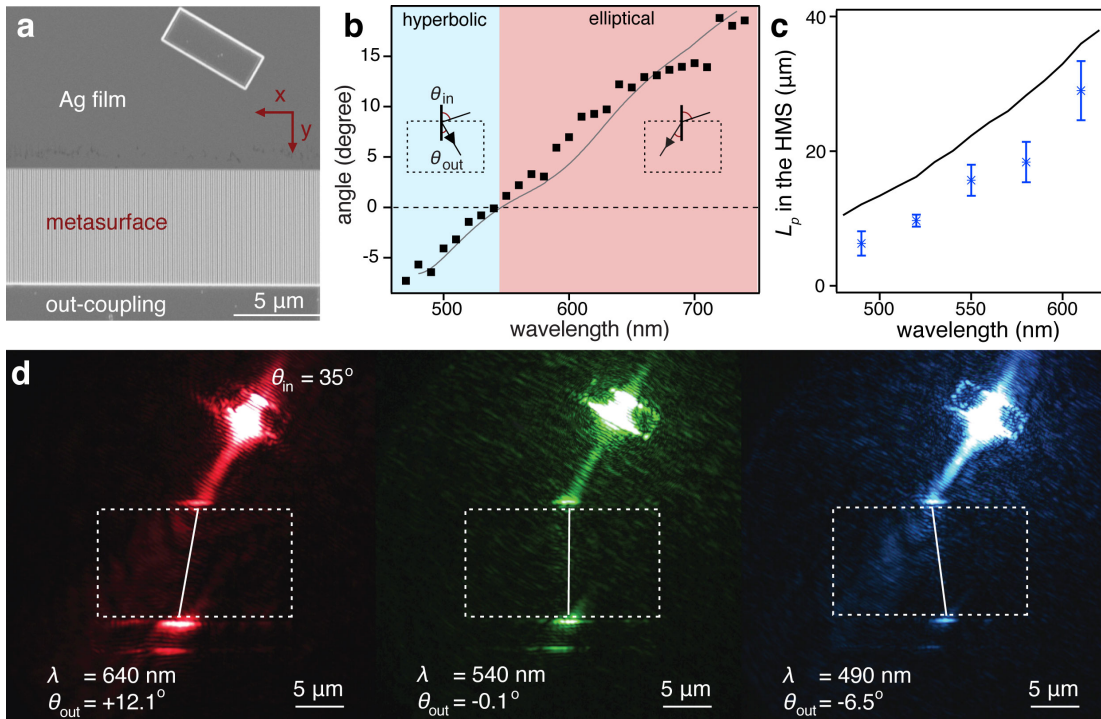 a
Ag film
x
y
metasurface
out-coupling
5 μm
b
hyperbolic
elliptical
θin
θout
angle (degree)
15
10
5
0
-5
500
600
700
wavelength (nm)
c
Lp in the HMS (μm)
40
20
0
500
550
600
wavelength (nm)
d
θin = 35°
λ = 640 nm
θout = +12.1°
5 μm
λ = 540 nm
θout = -0.1°
5 μm
λ = 490 nm
θout = -6.5°
5 μm